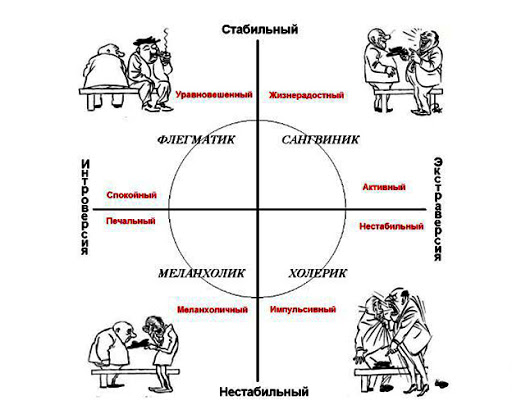 Стабильный
Уравновешенный
Жизнерадостный
ФЛЕГМАТИК
САНГВИНИК
Интроверсия
Экстраверсия
Спокойный
Активный
Печальный
Нестабильный
МЕЛАНХОЛИК
ХОЛЕРИК
Меланхоличный
Импульсивный
Нестабильный